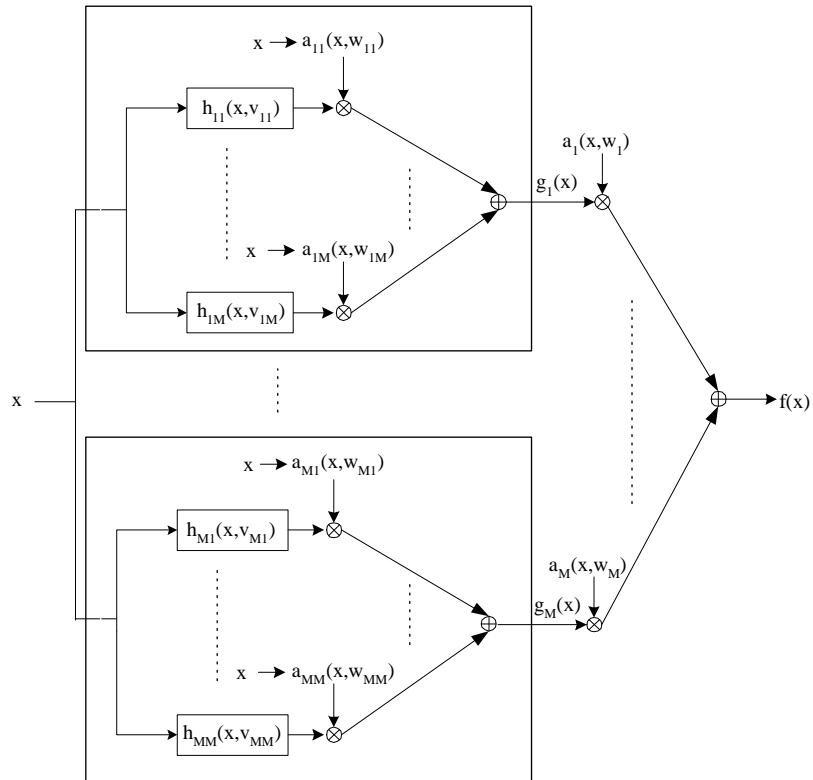 x → a₁₁(x,w₁₁)
h₁₁(x,v₁₁)
a₁(x,w₁)
g₁(x)
x → a₁M(x,w₁M)
h₁M(x,v₁M)
x
f(x)
x → aM₁(x,wM₁)
hM₁(x,vM₁)
aM(x,wM)
gM(x)
x → aMM(x,wMM)
hMM(x,vMM)